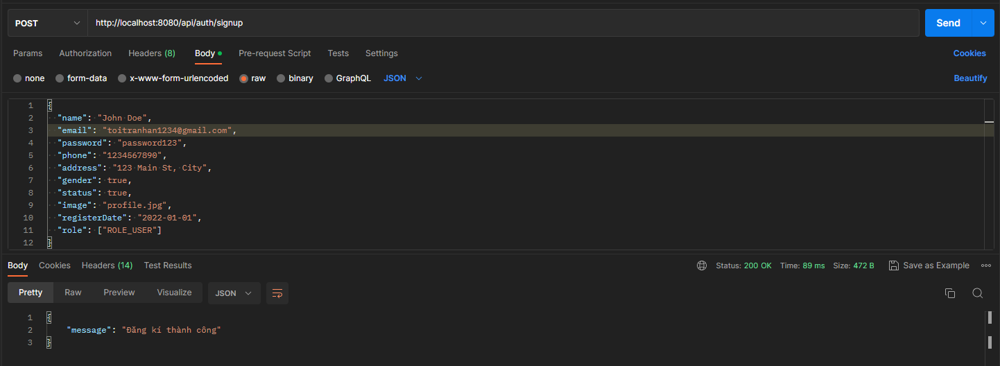 POST http://localhost:8080/api/auth/signup Send
Params Authorization Headers (8) Body Pre-request Script Tests Settings Cookies
none form-data x-www-form-urlencoded raw binary GraphQL JSON Beautify
1 {
2 "name": "John Doe",
3 "email": "toitranhan1234@gmail.com",
4 "password": "password123",
5 "phone": "1234567890",
6 "address": "123 Main St, City",
7 "gender": true,
8 "status": true,
9 "image": "profile.jpg",
10 "registerDate": "2022-01-01",
11 "role": ["ROLE_USER"]
12 }
Body Cookies Headers (14) Test Results Status: 200 OK Time: 89 ms Size: 472 B Save as Example
Pretty Raw Preview Visualize JSON
1 {
2 "message": "Đăng kí thành công"
3 }